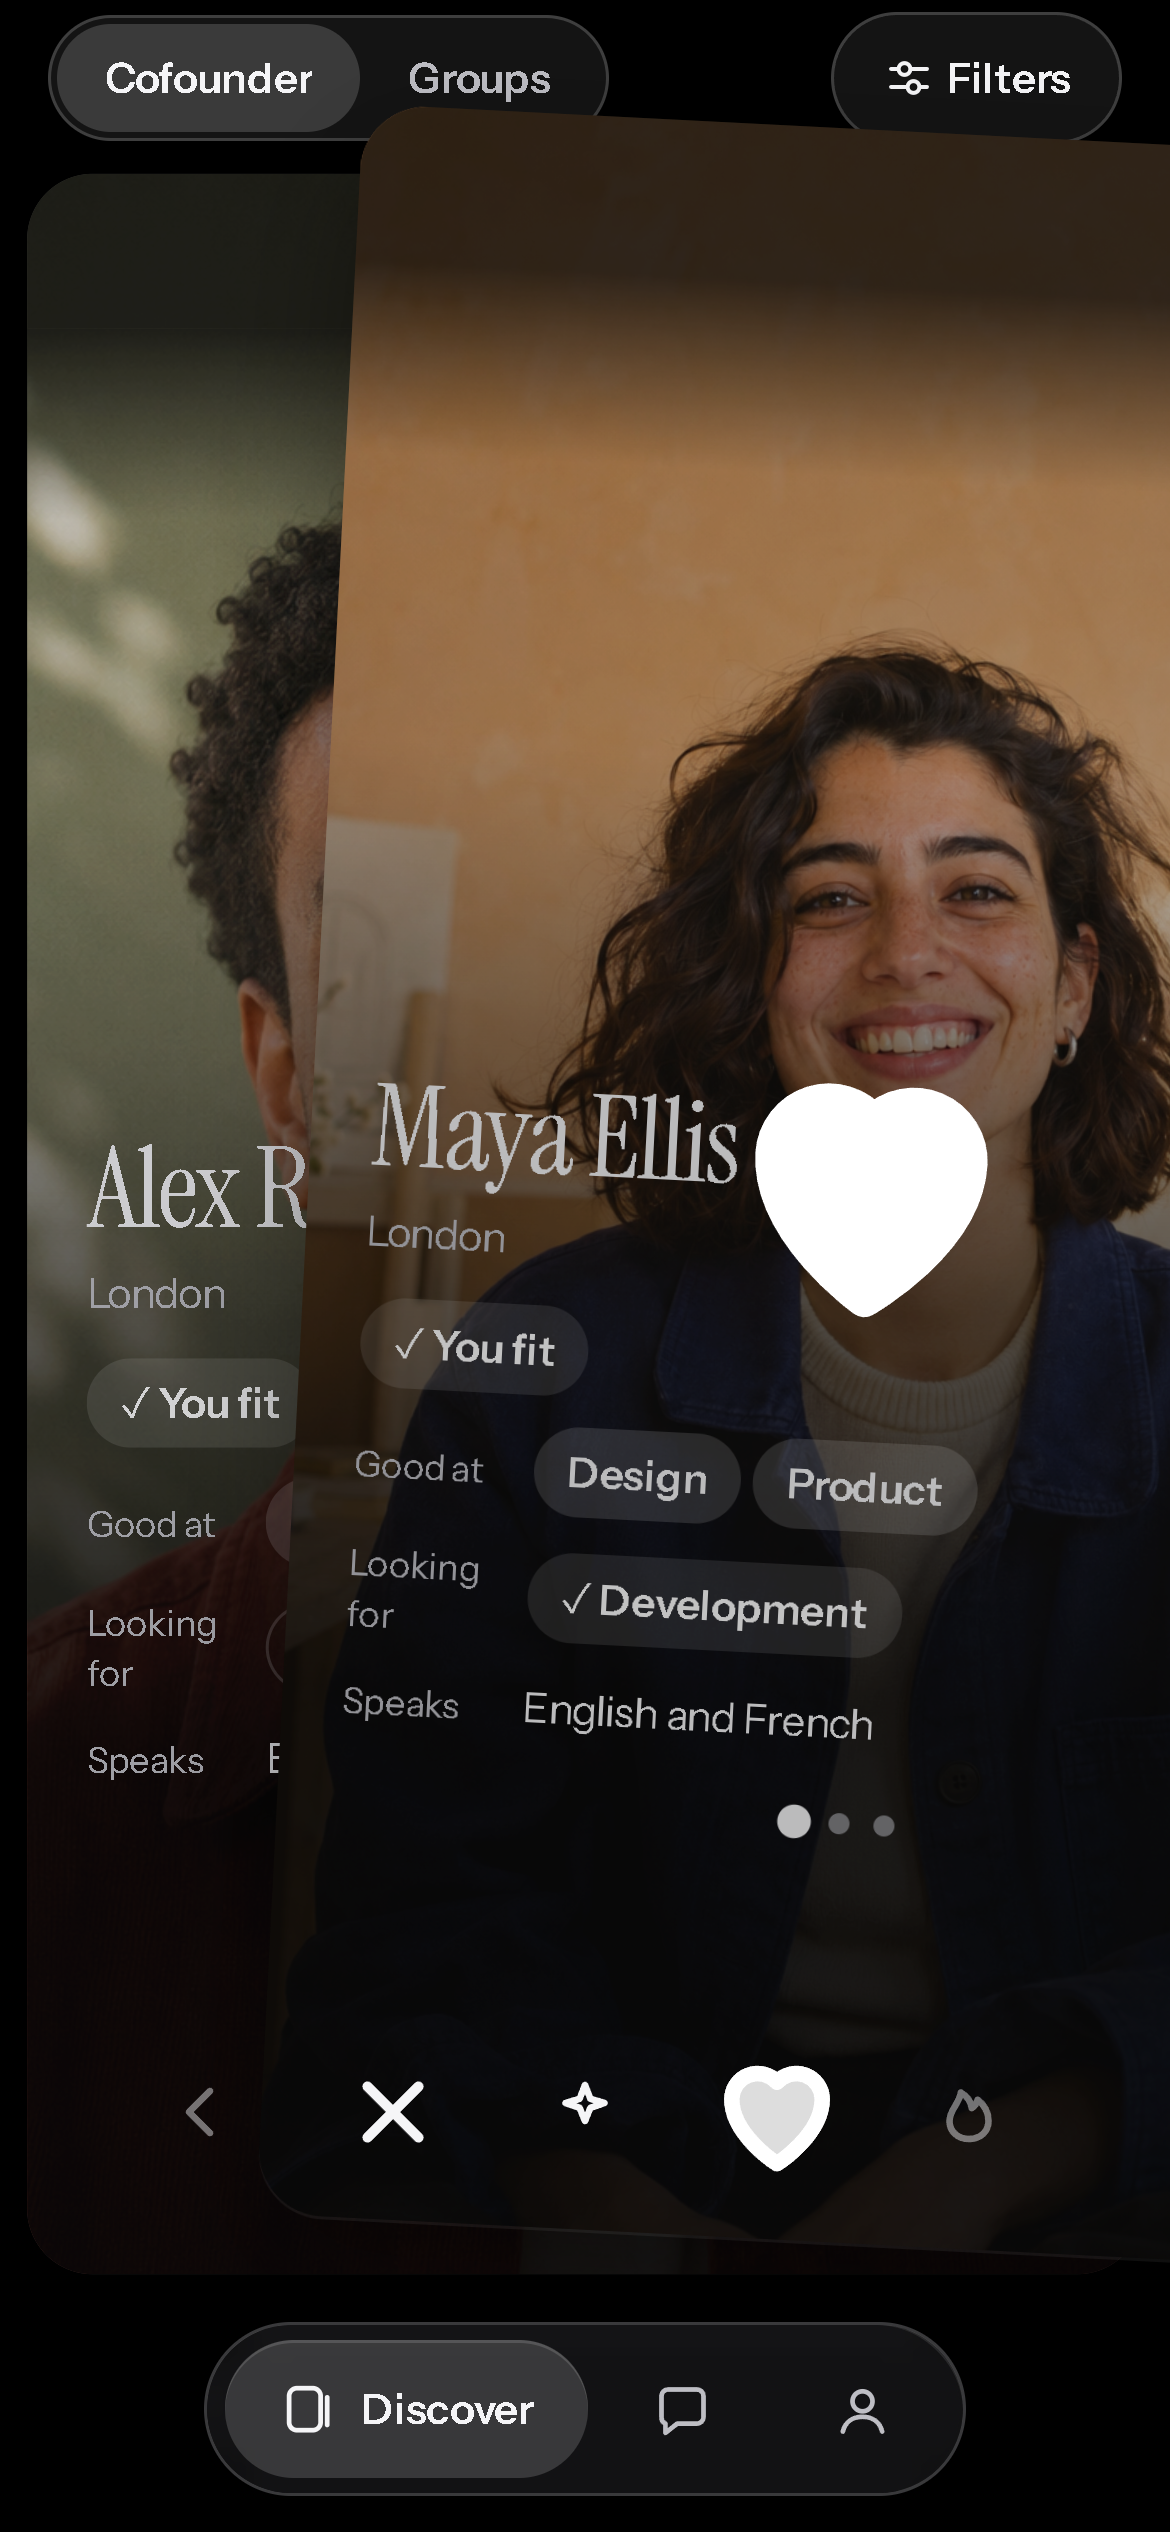 Cofounder
Groups
Filters
Maya Ellis
London
✓ You fit
Good at
Design
Product
Looking
for
✓ Development
Speaks
English and French
Alex R
London
✓ You fit
Good at
Looking
for
Speaks
E
Discover